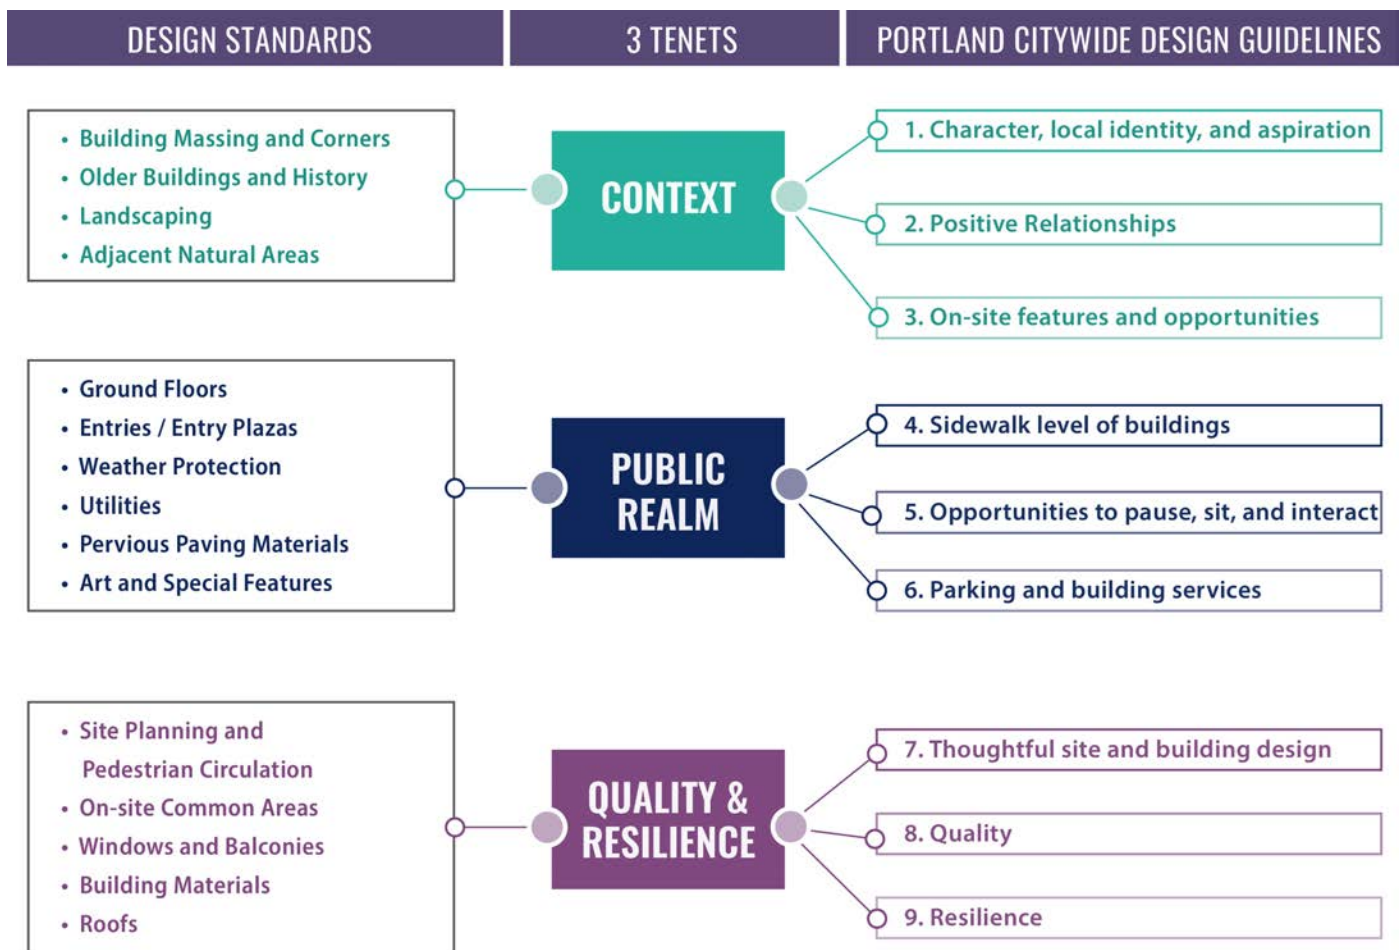 DESIGN STANDARDS
3 TENETS
PORTLAND CITYWIDE DESIGN GUIDELINES
• Building Massing and Corners
• Older Buildings and History
• Landscaping
• Adjacent Natural Areas
CONTEXT
1. Character, local identity, and aspiration
2. Positive Relationships
3. On-site features and opportunities
• Ground Floors
• Entries / Entry Plazas
• Weather Protection
• Utilities
• Pervious Paving Materials
• Art and Special Features
PUBLIC
REALM
4. Sidewalk level of buildings
5. Opportunities to pause, sit, and interact
6. Parking and building services
• Site Planning and
Pedestrian Circulation
• On-site Common Areas
• Windows and Balconies
• Building Materials
• Roofs
QUALITY &
RESILIENCE
7. Thoughtful site and building design
8. Quality
9. Resilience